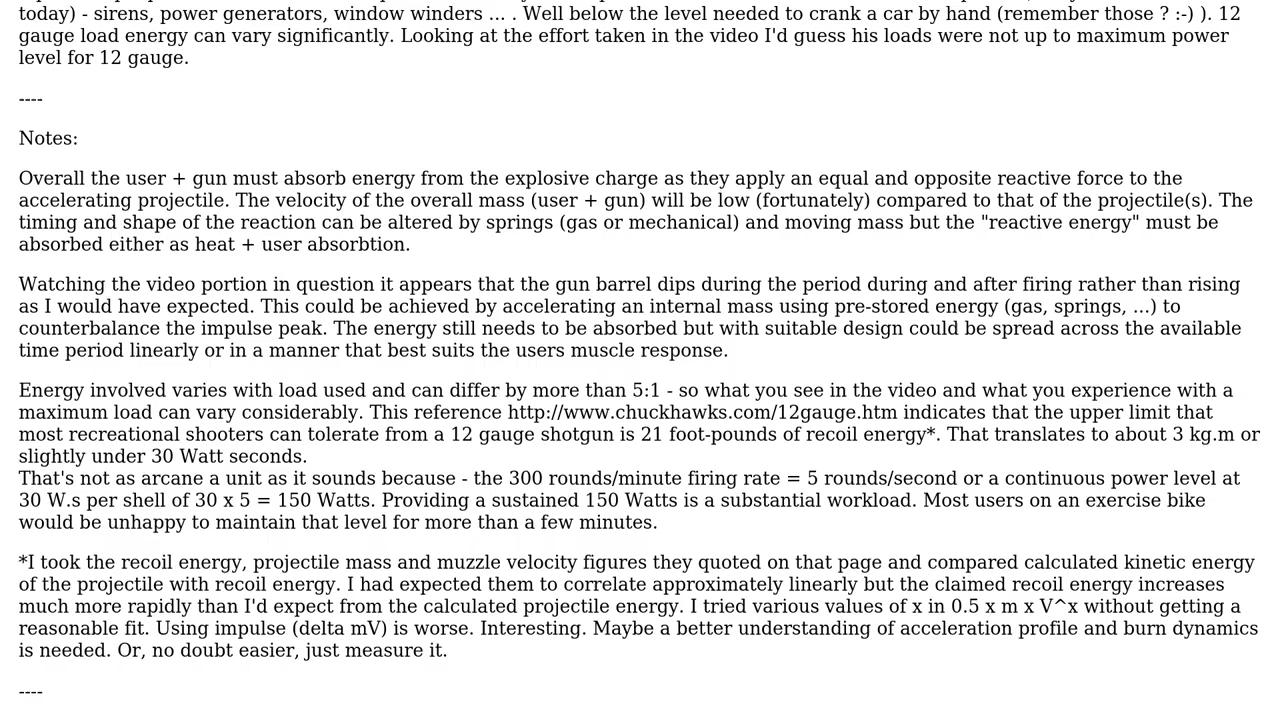 today) - sirens, power generators, window winders ... . Well below the level needed to crank a car by hand (remember those ? :-) ). 12
gauge load energy can vary significantly. Looking at the effort taken in the video I'd guess his loads were not up to maximum power
level for 12 gauge.
----
Notes:
Overall the user + gun must absorb energy from the explosive charge as they apply an equal and opposite reactive force to the
accelerating projectile. The velocity of the overall mass (user + gun) will be low (fortunately) compared to that of the projectile(s). The
timing and shape of the reaction can be altered by springs (gas or mechanical) and moving mass but the "reactive energy" must be
absorbed either as heat + user absorbtion.
Watching the video portion in question it appears that the gun barrel dips during the period during and after firing rather than rising
as I would have expected. This could be achieved by accelerating an internal mass using pre-stored energy (gas, springs, ...) to
counterbalance the impulse peak. The energy still needs to be absorbed but with suitable design could be spread across the available
time period linearly or in a manner that best suits the users muscle response.
Energy involved varies with load used and can differ by more than 5:1 - so what you see in the video and what you experience with a
maximum load can vary considerably. This reference http://www.chuckhawks.com/12gauge.htm indicates that the upper limit that
most recreational shooters can tolerate from a 12 gauge shotgun is 21 foot-pounds of recoil energy*. That translates to about 3 kg.m or
slightly under 30 Watt seconds.
That's not as arcane a unit as it sounds because - the 300 rounds/minute firing rate = 5 rounds/second or a continuous power level at
30 W.s per shell of 30 x 5 = 150 Watts. Providing a sustained 150 Watts is a substantial workload. Most users on an exercise bike
would be unhappy to maintain that level for more than a few minutes.
*I took the recoil energy, projectile mass and muzzle velocity figures they quoted on that page and compared calculated kinetic energy
of the projectile with recoil energy. I had expected them to correlate approximately linearly but the claimed recoil energy increases
much more rapidly than I'd expect from the calculated projectile energy. I tried various values of x in 0.5 x m x V^x without getting a
reasonable fit. Using impulse (delta mV) is worse. Interesting. Maybe a better understanding of acceleration profile and burn dynamics
is needed. Or, no doubt easier, just measure it.
----